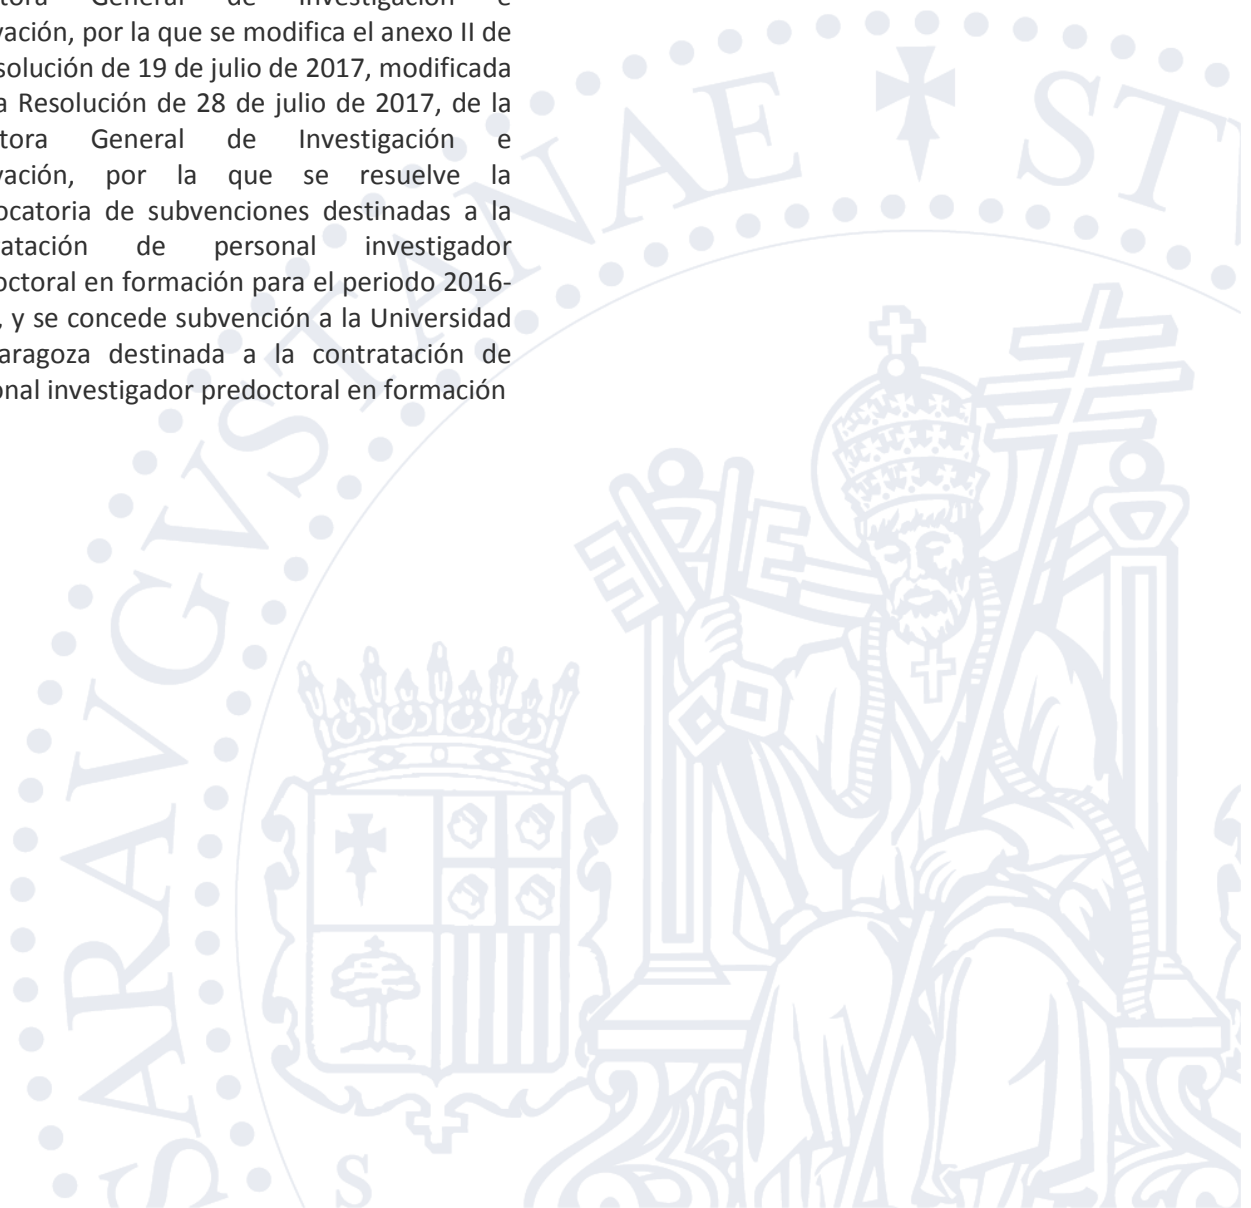 tora General de Investigación e
vación, por la que se modifica el anexo II de
solución de 19 de julio de 2017, modificada
a Resolución de 28 de julio de 2017, de la
tora General de Investigación e
vación, por la que se resuelve la
ocatoria de subvenciones destinadas a la
atación de personal investigador
octoral en formación para el periodo 2016-
, y se concede subvención a la Universidad
aragoza destinada a la contratación de
onal investigador predoctoral en formación
SARAVGVSTANAE ST
S